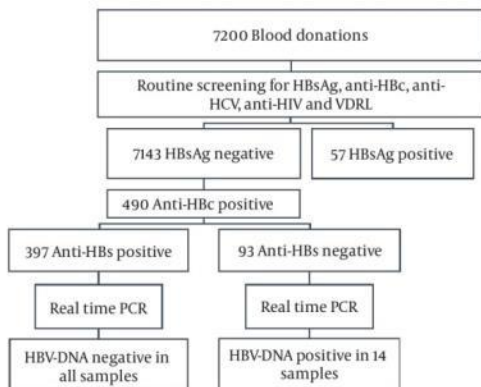 7200 Blood donations
Routine screening for HBsAg, anti-HBc, anti-
HCV, anti-HIV and VDRL
7143 HBsAg negative
57 HBsAg positive
490 Anti-HBc positive
397 Anti-HBs positive
93 Anti-HBs negative
Real time PCR
Real time PCR
HBV-DNA negative in
all samples
HBV-DNA positive in 14
samples